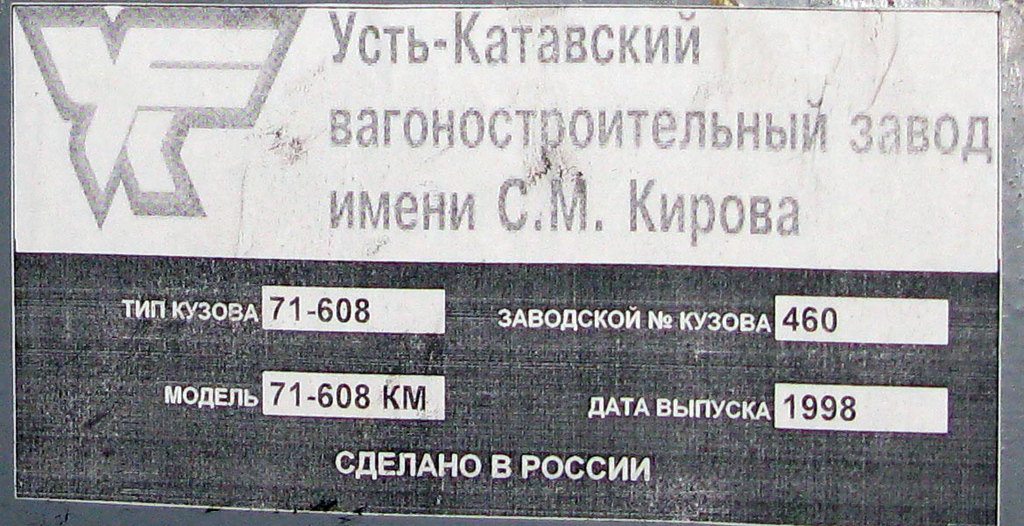 Усть-Катавский
вагоностроительный завод
имени С.М. Кирова
ТИП КУЗОВА 71-608 ЗАВОДСКОЙ № КУЗОВА 460
МОДЕЛЬ 71-608 КМ ДАТА ВЫПУСКА 1998
СДЕЛАНО В РОССИИ